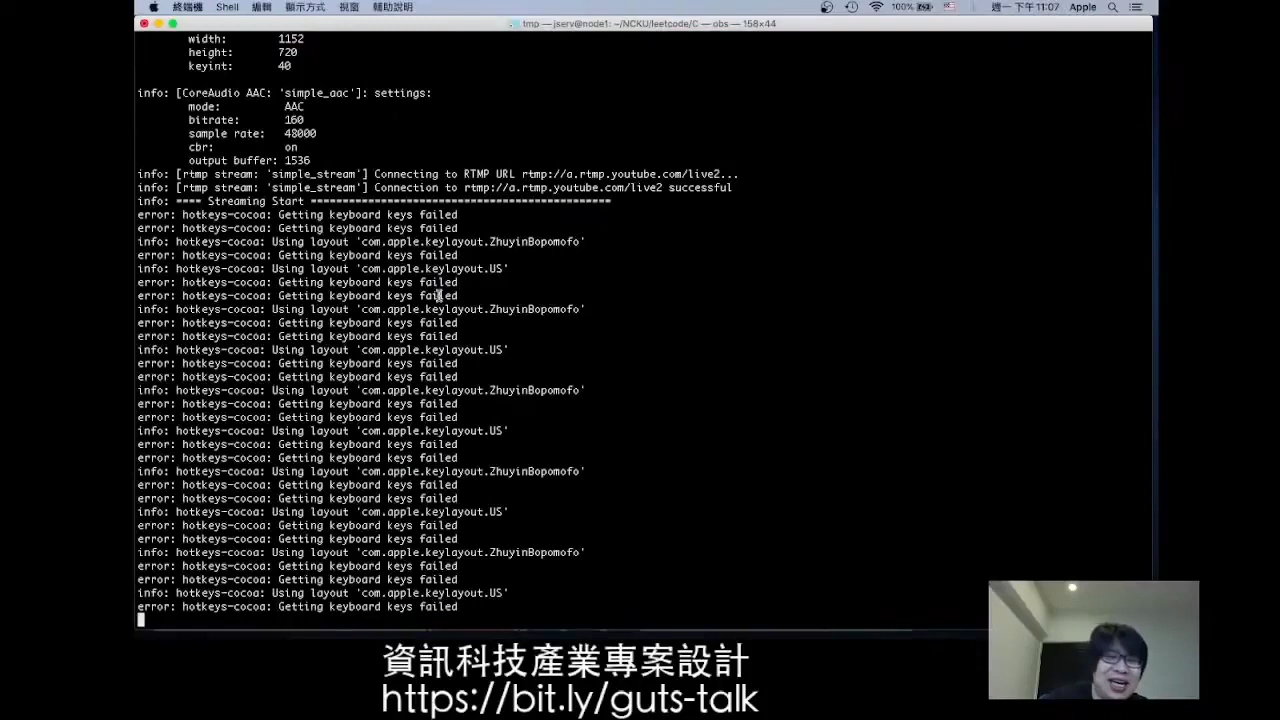 終端機 Shell 編輯 顯示方式 視窗 輔助說明 100% 週一 下午 11:07 Apple
tmp — jserv@node1: ~/NCKU/leetcode/C — obs — 158×44
width: 1152
height: 720
keyint: 40
info: [CoreAudio AAC: 'simple_aac']: settings:
mode: AAC
bitrate: 160
sample rate: 48000
cbr: on
output buffer: 1536
info: [rtmp stream: 'simple_stream'] Connecting to RTMP URL rtmp://a.rtmp.youtube.com/live2...
info: [rtmp stream: 'simple_stream'] Connection to rtmp://a.rtmp.youtube.com/live2 successful
info: ==== Streaming Start ===============================================
error: hotkeys-cocoa: Getting keyboard keys failed
error: hotkeys-cocoa: Getting keyboard keys failed
info: hotkeys-cocoa: Using layout 'com.apple.keylayout.ZhuyinBopomofo'
error: hotkeys-cocoa: Getting keyboard keys failed
info: hotkeys-cocoa: Using layout 'com.apple.keylayout.US'
error: hotkeys-cocoa: Getting keyboard keys failed
error: hotkeys-cocoa: Getting keyboard keys failed
info: hotkeys-cocoa: Using layout 'com.apple.keylayout.ZhuyinBopomofo'
error: hotkeys-cocoa: Getting keyboard keys failed
error: hotkeys-cocoa: Getting keyboard keys failed
info: hotkeys-cocoa: Using layout 'com.apple.keylayout.US'
error: hotkeys-cocoa: Getting keyboard keys failed
error: hotkeys-cocoa: Getting keyboard keys failed
info: hotkeys-cocoa: Using layout 'com.apple.keylayout.ZhuyinBopomofo'
error: hotkeys-cocoa: Getting keyboard keys failed
error: hotkeys-cocoa: Getting keyboard keys failed
info: hotkeys-cocoa: Using layout 'com.apple.keylayout.US'
error: hotkeys-cocoa: Getting keyboard keys failed
error: hotkeys-cocoa: Getting keyboard keys failed
info: hotkeys-cocoa: Using layout 'com.apple.keylayout.ZhuyinBopomofo'
error: hotkeys-cocoa: Getting keyboard keys failed
error: hotkeys-cocoa: Getting keyboard keys failed
info: hotkeys-cocoa: Using layout 'com.apple.keylayout.US'
error: hotkeys-cocoa: Getting keyboard keys failed
error: hotkeys-cocoa: Getting keyboard keys failed
info: hotkeys-cocoa: Using layout 'com.apple.keylayout.ZhuyinBopomofo'
error: hotkeys-cocoa: Getting keyboard keys failed
error: hotkeys-cocoa: Getting keyboard keys failed
info: hotkeys-cocoa: Using layout 'com.apple.keylayout.US'
error: hotkeys-cocoa: Getting keyboard keys failed
資訊科技產業專案設計
https://bit.ly/guts-talk